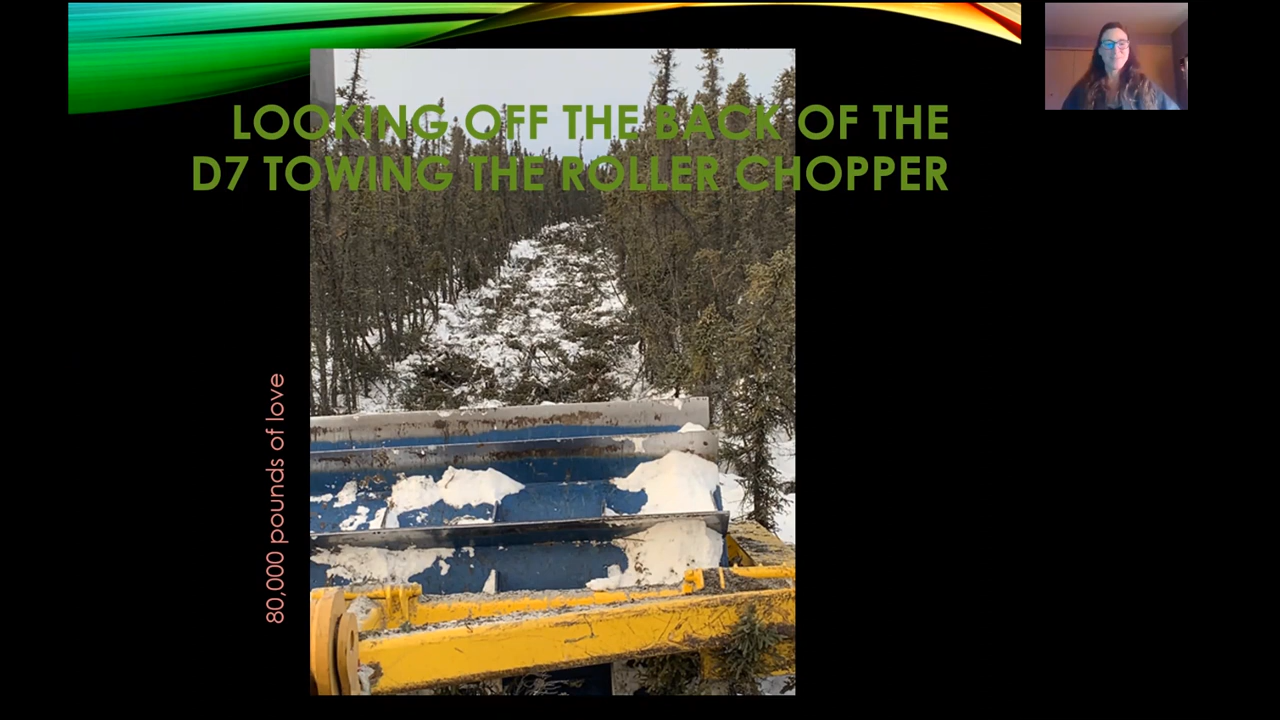 LOOKING OFF THE BACK OF THE
D7 TOWING THE ROLLER CHOPPER
80,000 pounds of love